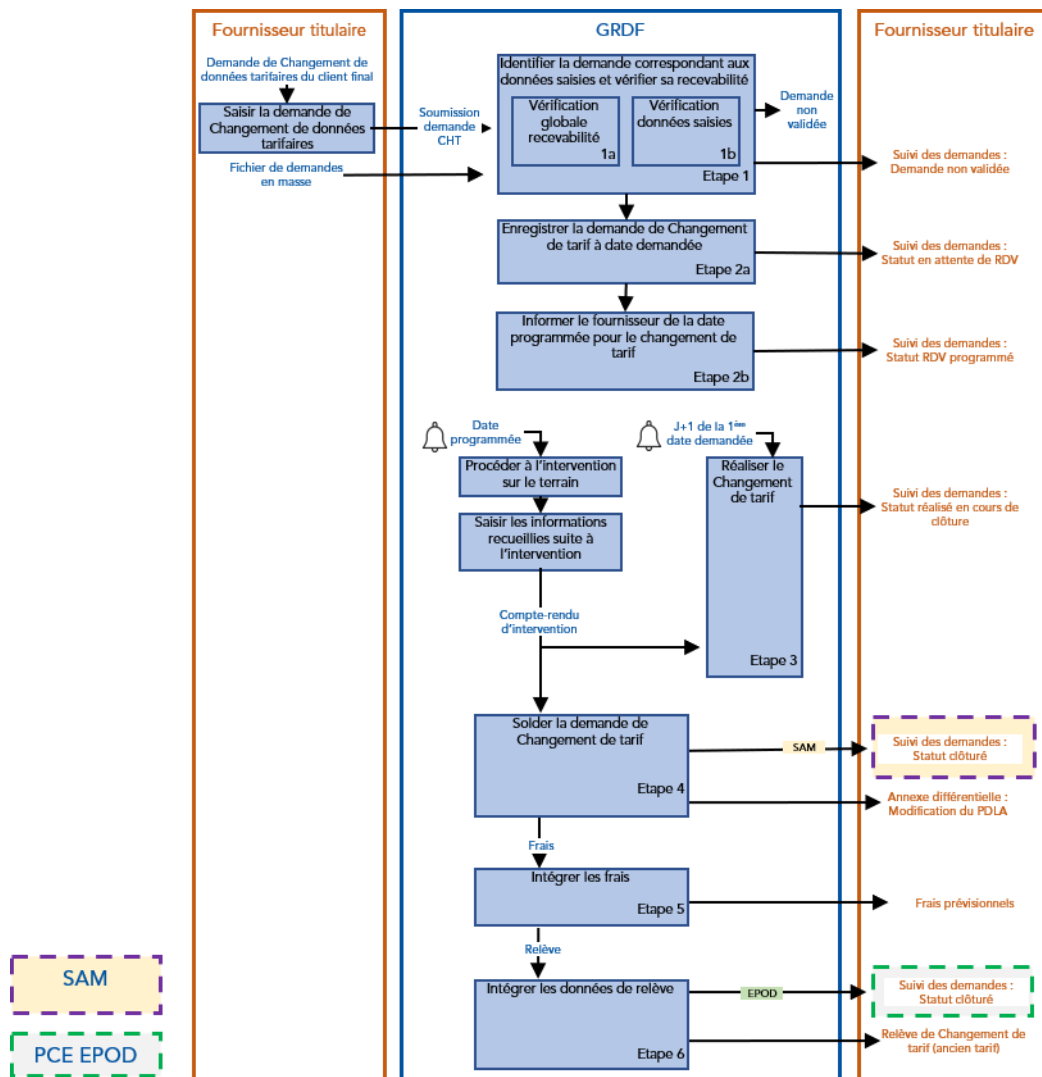 Fournisseur titulaire
GRDF
Fournisseur titulaire
Demande de Changement de
données tarifaires du client final
Saisir la demande de
Changement de données
tarifaires
Soumission
demande
CHT
Fichier de demandes
en masse
Identifier la demande correspondant aux
données saisies et vérifier sa recevabilité
Vérification
globale
recevabilité
1a
Vérification
données saisies
1b
Etape 1
Demande
non
validée
Suivi des demandes :
Demande non validée
Enregistrer la demande de Changement
de tarif à date demandée
Etape 2a
Suivi des demandes :
Statut en attente de RDV
Informer le fournisseur de la date
programmée pour le changement de
tarif
Etape 2b
Suivi des demandes :
Statut RDV programmé
Date
programmée
J+1 de la 1ère
date demandée
Procéder à l'intervention
sur le terrain
Saisir les informations
recueillies suite à
l'intervention
Réaliser le
Changement
de tarif
Etape 3
Suivi des demandes :
Statut réalisé en cours de
clôture
Compte-rendu
d'intervention
Solder la demande de
Changement de tarif
Etape 4
SAM
Suivi des demandes :
Statut clôturé
Annexe différentielle :
Modification du PDLA
Frais
Intégrer les frais
Etape 5
Frais prévisionnels
Relève
Intégrer les données de relève
Etape 6
EPOD
Suivi des demandes :
Statut clôturé
Relève de Changement de
tarif (ancien tarif)
SAM
PCE EPOD